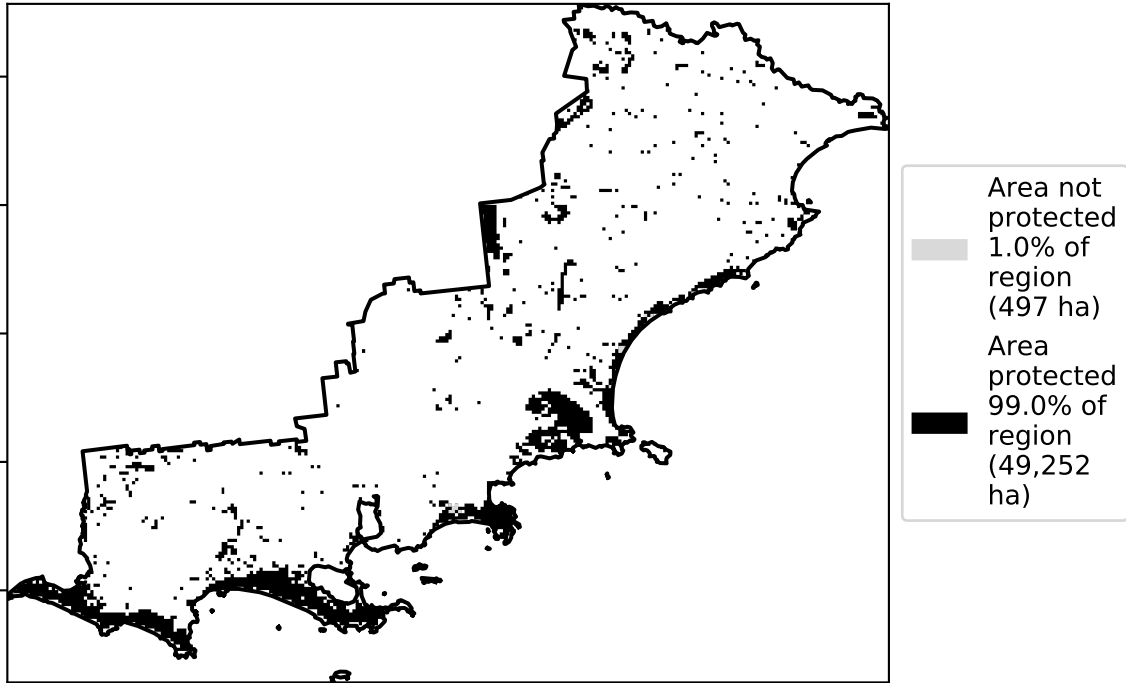 Area not
protected
1.0% of
region
(497 ha)
Area
protected
99.0% of
region
(49,252
ha)